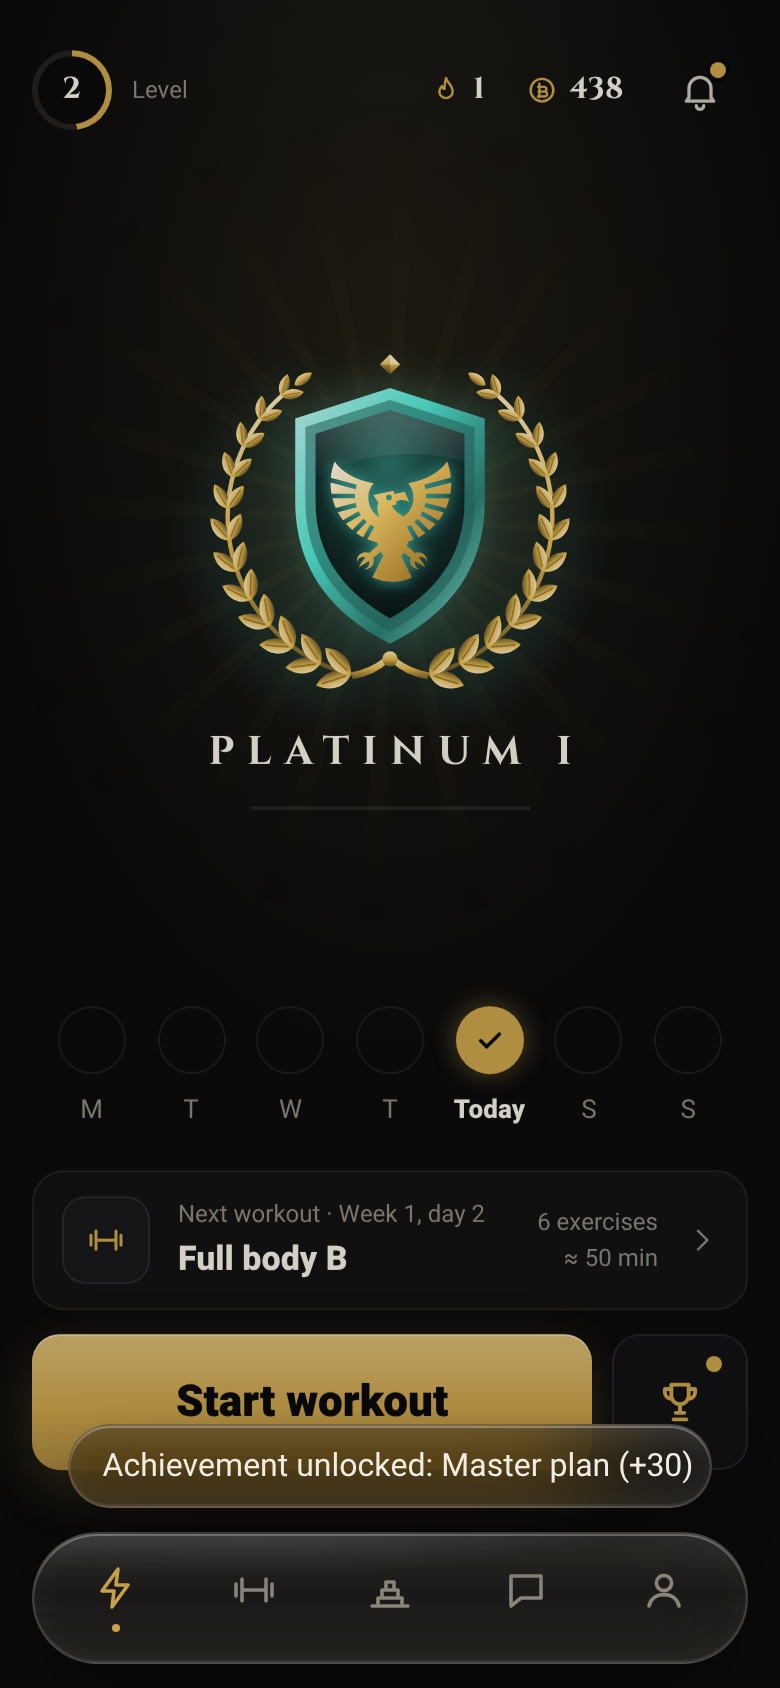 2 Level 1 438
PLATINUM I
M T W T Today S S
Next workout · Week 1, day 2
Full body B
6 exercises
≈ 50 min
Start workout
Achievement unlocked: Master plan (+30)